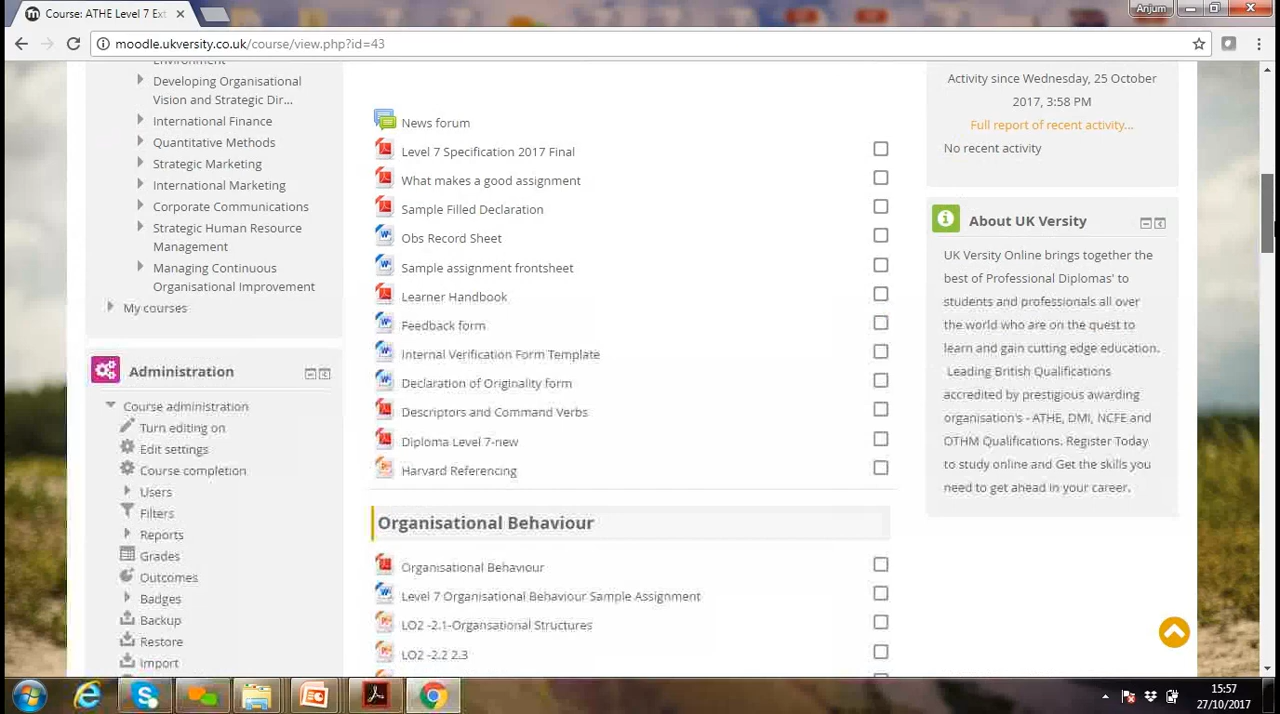 Course: ATHE Level 7 Ext
Anjum
moodle.ukversity.co.uk/course/view.php?id=43
Environment
Developing Organisational
Vision and Strategic Dir...
International Finance
Quantitative Methods
Strategic Marketing
International Marketing
Corporate Communications
Strategic Human Resource
Management
Managing Continuous
Organisational Improvement
My courses
Administration
Course administration
Turn editing on
Edit settings
Course completion
Users
Filters
Reports
Grades
Outcomes
Badges
Backup
Restore
Import
News forum
Level 7 Specification 2017 Final
What makes a good assignment
Sample Filled Declaration
Obs Record Sheet
Sample assignment frontsheet
Learner Handbook
Feedback form
Internal Verification Form Template
Declaration of Originality form
Descriptors and Command Verbs
Diploma Level 7-new
Harvard Referencing
Organisational Behaviour
Organisational Behaviour
Level 7 Organisational Behaviour Sample Assignment
LO2 -2.1-Organsational Structures
LO2 -2.2 2.3
Activity since Wednesday, 25 October
2017, 3:58 PM
Full report of recent activity...
No recent activity
About UK Versity
UK Versity Online brings together the
best of Professional Diplomas' to
students and professionals all over
the world who are on the quest to
learn and gain cutting edge education.
Leading British Qualifications
accredited by prestigious awarding
organisation's - ATHE, DMI, NCFE and
OTHM Qualifications. Register Today
to study online and Get the skills you
need to get ahead in your career.
15:57
27/10/2017